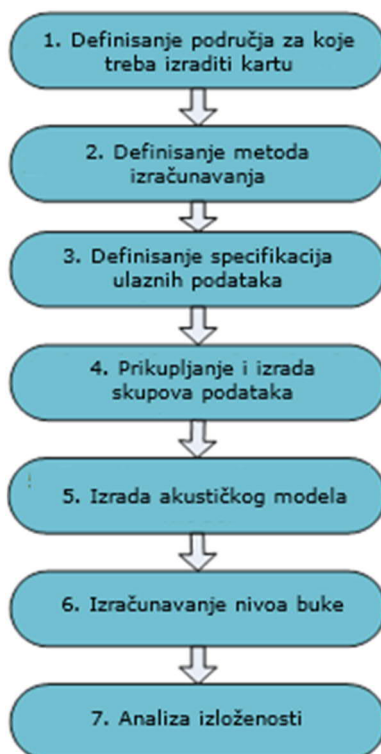 1. Definisanje područja za koje
treba izraditi kartu
2. Definisanje metoda
izračunavanja
3. Definisanje specifikacija
ulaznih podataka
4. Prikupljanje i izrada
skupova podataka
5. Izrada akustičkog modela
6. Izračunavanje nivoa buke
7. Analiza izloženosti